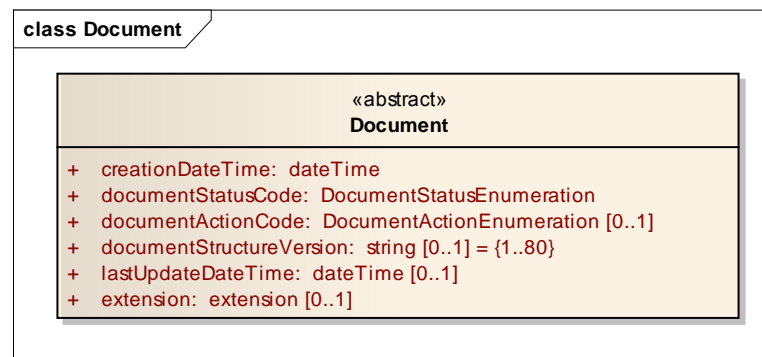 class Document
«abstract»
Document
+ creationDateTime: dateTime
+ documentStatusCode: DocumentStatusEnumeration
+ documentActionCode: DocumentActionEnumeration [0..1]
+ documentStructureVersion: string [0..1] = {1..80}
+ lastUpdateDateTime: dateTime [0..1]
+ extension: extension [0..1]